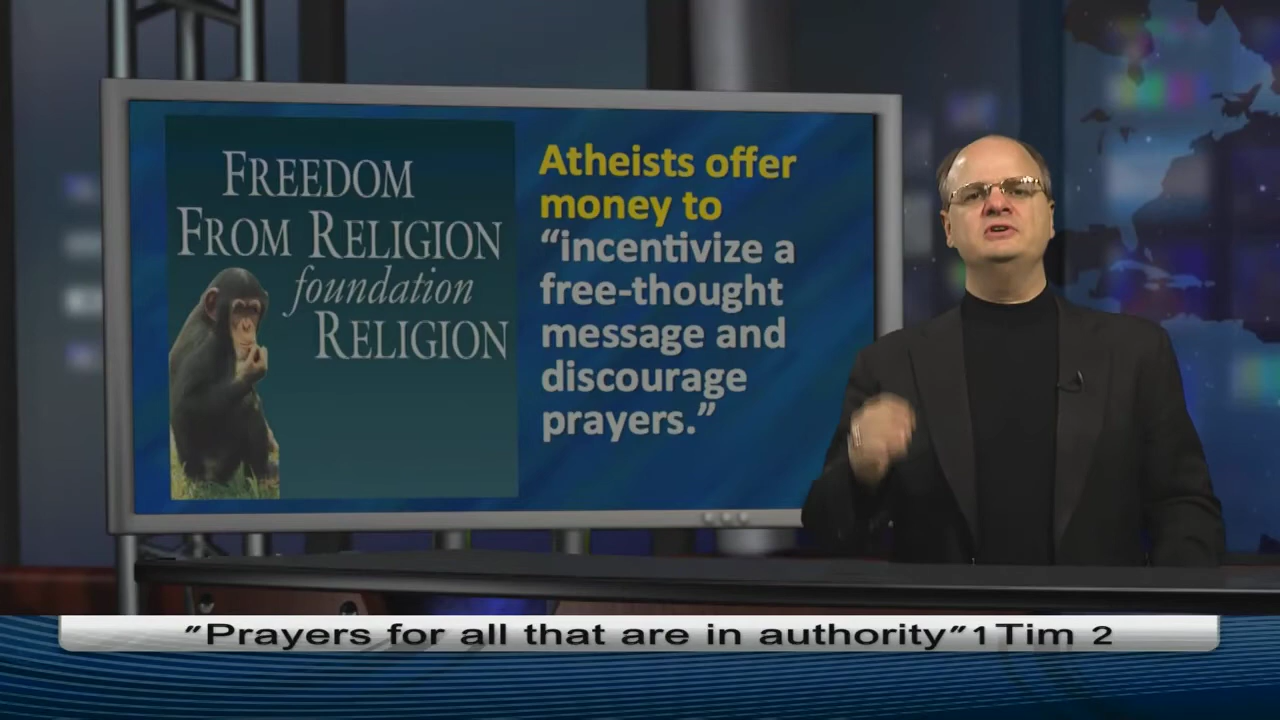 FREEDOM
FROM RELIGION
foundation
RELIGION
Atheists offer
money to
“incentivize a
free-thought
message and
discourage
prayers.”
"Prayers for all that are in authority" 1 Tim 2